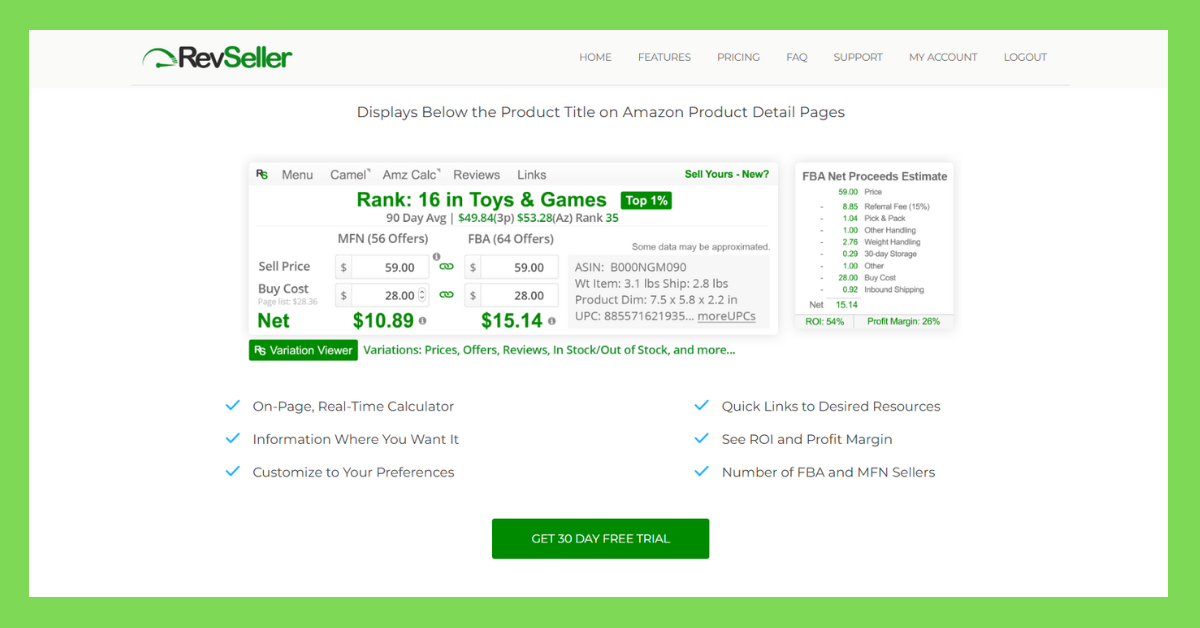 RevSeller
HOME FEATURES PRICING FAQ SUPPORT MY ACCOUNT LOGOUT
Displays Below the Product Title on Amazon Product Detail Pages
RS Menu Camel Amz Calc Reviews Links Sell Yours - New?
Rank: 16 in Toys & Games Top 1%
90 Day Avg | $49.84(3p) $53.28(Az) Rank 35
MFN (56 Offers) FBA (64 Offers)
Some data may be approximated.
Sell Price $ 59.00 $ 59.00
Buy Cost $ 28.00 $ 28.00
Page list: $28.36
Net $10.89 $15.14
ASIN: B000NGM090
Wt Item: 3.1 lbs Ship: 2.8 lbs
Product Dim: 7.5 x 5.8 x 2.2 in
UPC: 885571621935... moreUPCs
RS Variation Viewer Variations: Prices, Offers, Reviews, In Stock/Out of Stock, and more...
FBA Net Proceeds Estimate
59.00 Price
- 8.85 Referral Fee (15%)
- 1.04 Pick & Pack
- 1.00 Other Handling
- 2.76 Weight Handling
- 0.29 30-day Storage
- 1.00 Other
- 28.00 Buy Cost
- 0.92 Inbound Shipping
Net 15.14
ROI: 54% Profit Margin: 26%
On-Page, Real-Time Calculator
Information Where You Want It
Customize to Your Preferences
Quick Links to Desired Resources
See ROI and Profit Margin
Number of FBA and MFN Sellers
GET 30 DAY FREE TRIAL